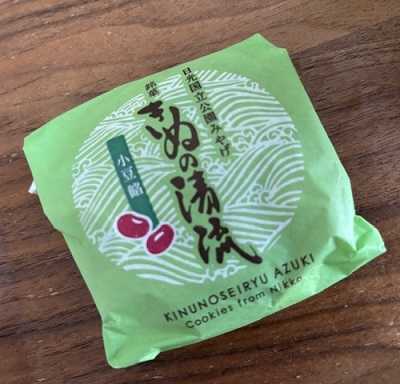 日光国立公園みやげ
銘菓
きぬの清流
小豆餡
KINUNOSEIRYU AZUKI
Cookies from Nikko